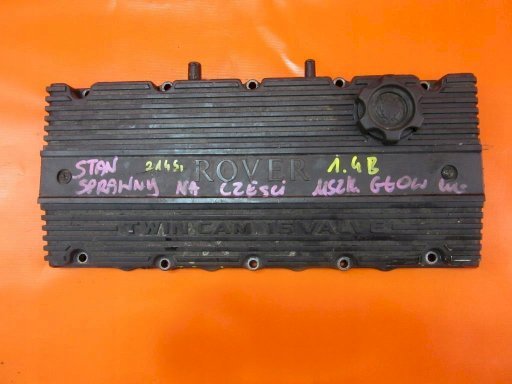 STAN 214Si ROVER 1.4B
SPRAWNY NA CZĘŚCI USZK GŁOW
TWIN CAM 16 VALVE